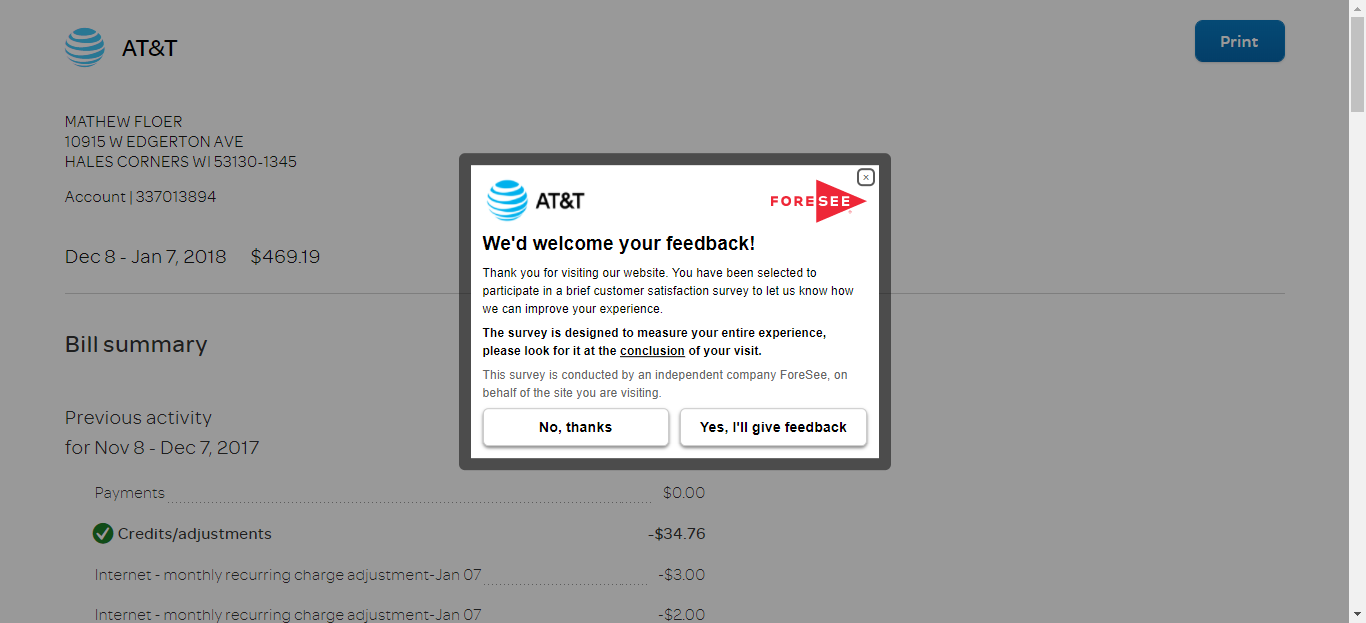 AT&T
Print
MATHEW FLOER
10915 W EDGERTON AVE
HALES CORNERS WI 53130-1345
Account | 337013894
Dec 8 - Jan 7, 2018 $469.19
Bill summary
Previous activity
for Nov 8 - Dec 7, 2017
Payments $0.00
Credits/adjustments -$34.76
Internet - monthly recurring charge adjustment-Jan 07 -$3.00
Internet - monthly recurring charge adjustment-Jan 07 -$2.00
AT&T
FORESEE
We'd welcome your feedback!
Thank you for visiting our website. You have been selected to
participate in a brief customer satisfaction survey to let us know how
we can improve your experience.
The survey is designed to measure your entire experience,
please look for it at the conclusion of your visit.
This survey is conducted by an independent company ForeSee, on
behalf of the site you are visiting.
No, thanks
Yes, I'll give feedback